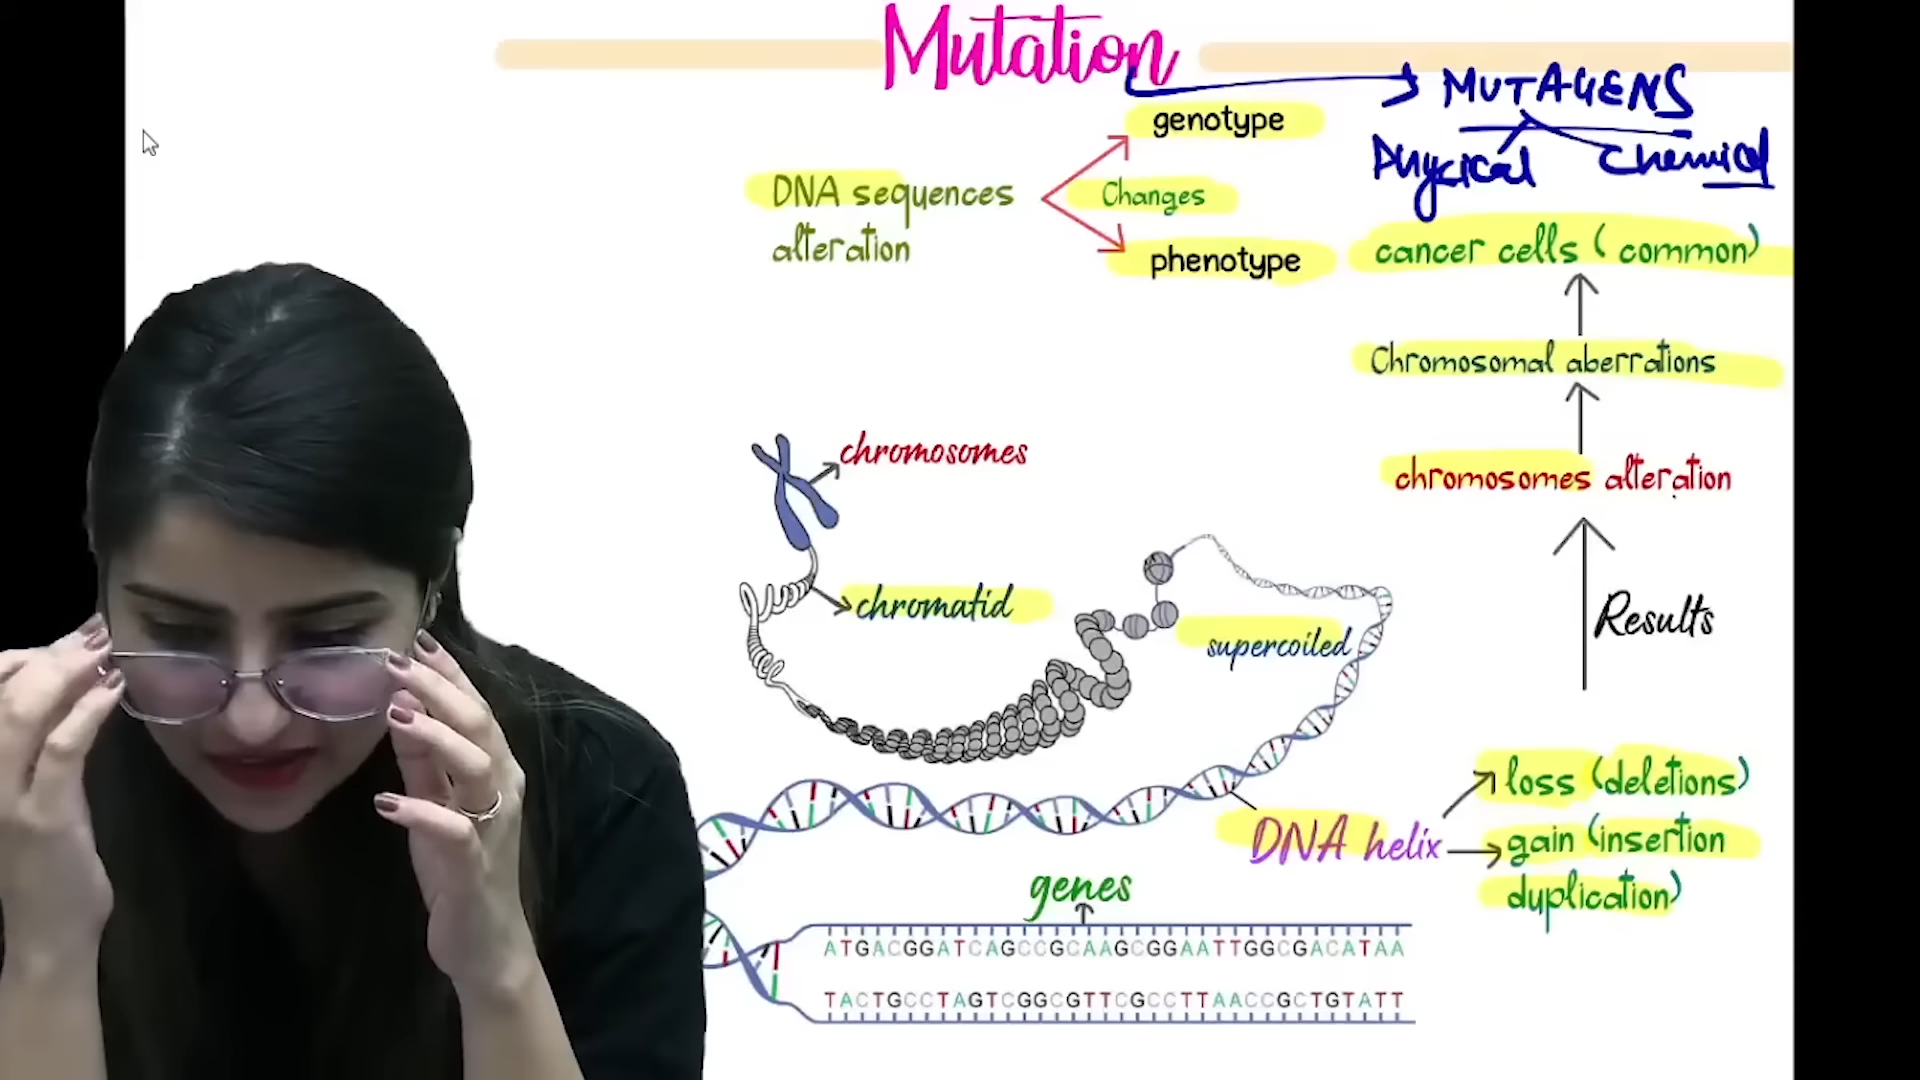 Mutation
MUTAGENS
Physical Chemical
genotype
DNA sequences
alteration
Changes
phenotype
cancer cells ( common)
Chromosomal aberrations
chromosomes alteration
Results
chromosomes
chromatid
supercoiled
DNA helix
loss (deletions)
gain (insertion
duplication)
genes
ATGACGGATCAGCCGCAAGCGGAATTGGCGACATAA
TACTGCCTAGTCGGCGTTCGCCTTAACCGCTGTATT